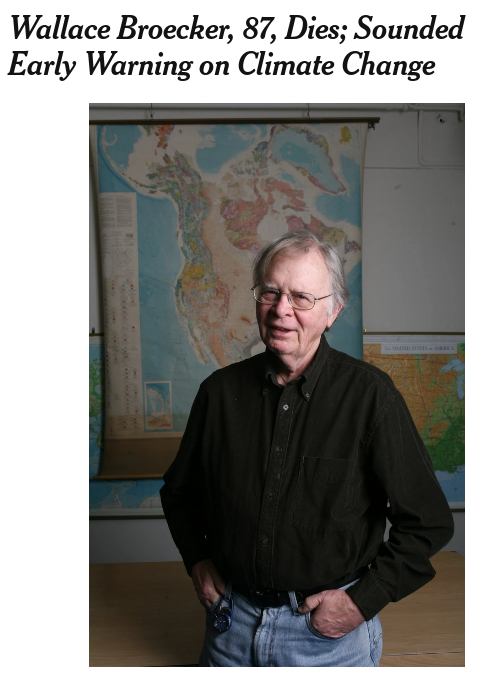 Wallace Broecker, 87, Dies; Sounded
Early Warning on Climate Change